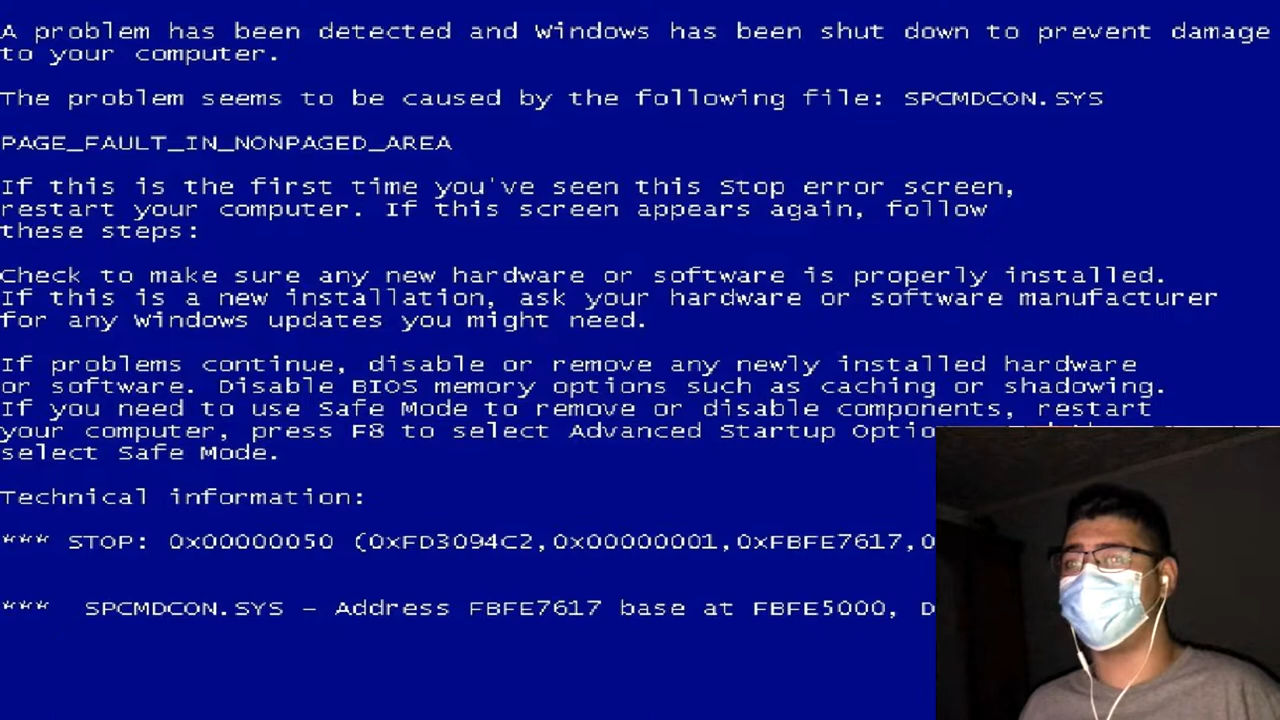 A problem has been detected and Windows has been shut down to prevent damage
to your computer.
The problem seems to be caused by the following file: SPCMDCON.SYS
PAGE_FAULT_IN_NONPAGED_AREA
If this is the first time you've seen this Stop error screen,
restart your computer. If this screen appears again, follow
these steps:
Check to make sure any new hardware or software is properly installed.
If this is a new installation, ask your hardware or software manufacturer
for any Windows updates you might need.
If problems continue, disable or remove any newly installed hardware
or software. Disable BIOS memory options such as caching or shadowing.
If you need to use Safe Mode to remove or disable components, restart
your computer, press F8 to select Advanced Startup
select Safe Mode.
Technical information:
*** STOP: 0x00000050 (0xFD3094C2,0x00000001,0xFBFE7617,0
*** SPCMDCON.SYS - Address FBFE7617 base at FBFE5000, D